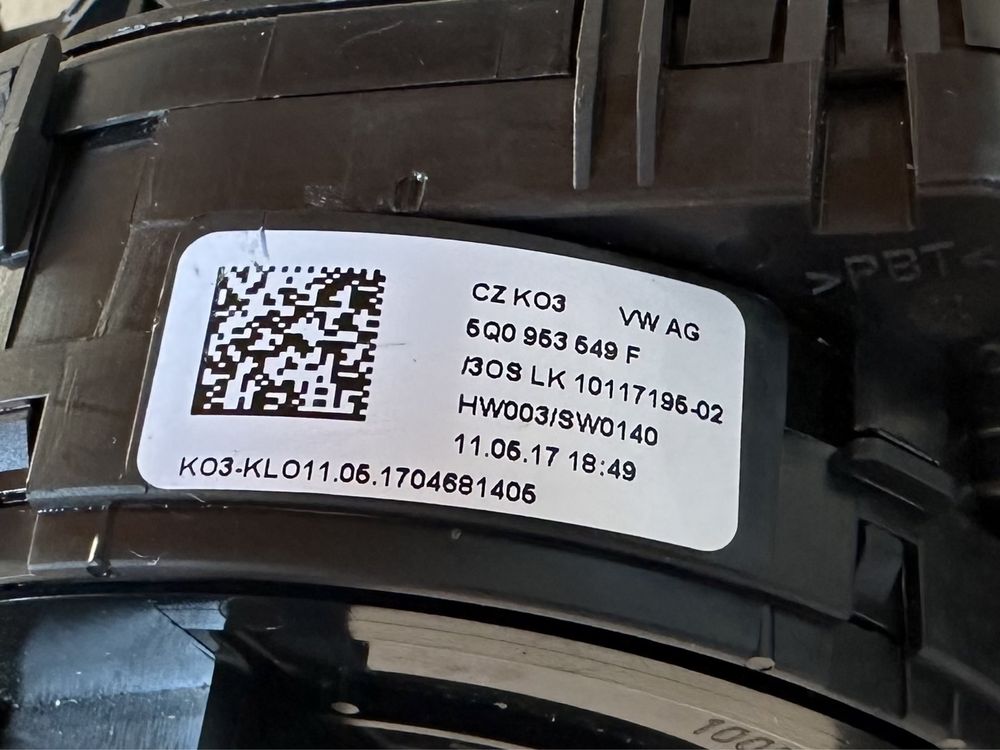 CZ KO3 VW AG
5Q0 953 549 F
/3OS LK 10117195-02
HW003/SW0140
11.05.17 18:49
KO3-KLO11.05.1704681405
>PBT<